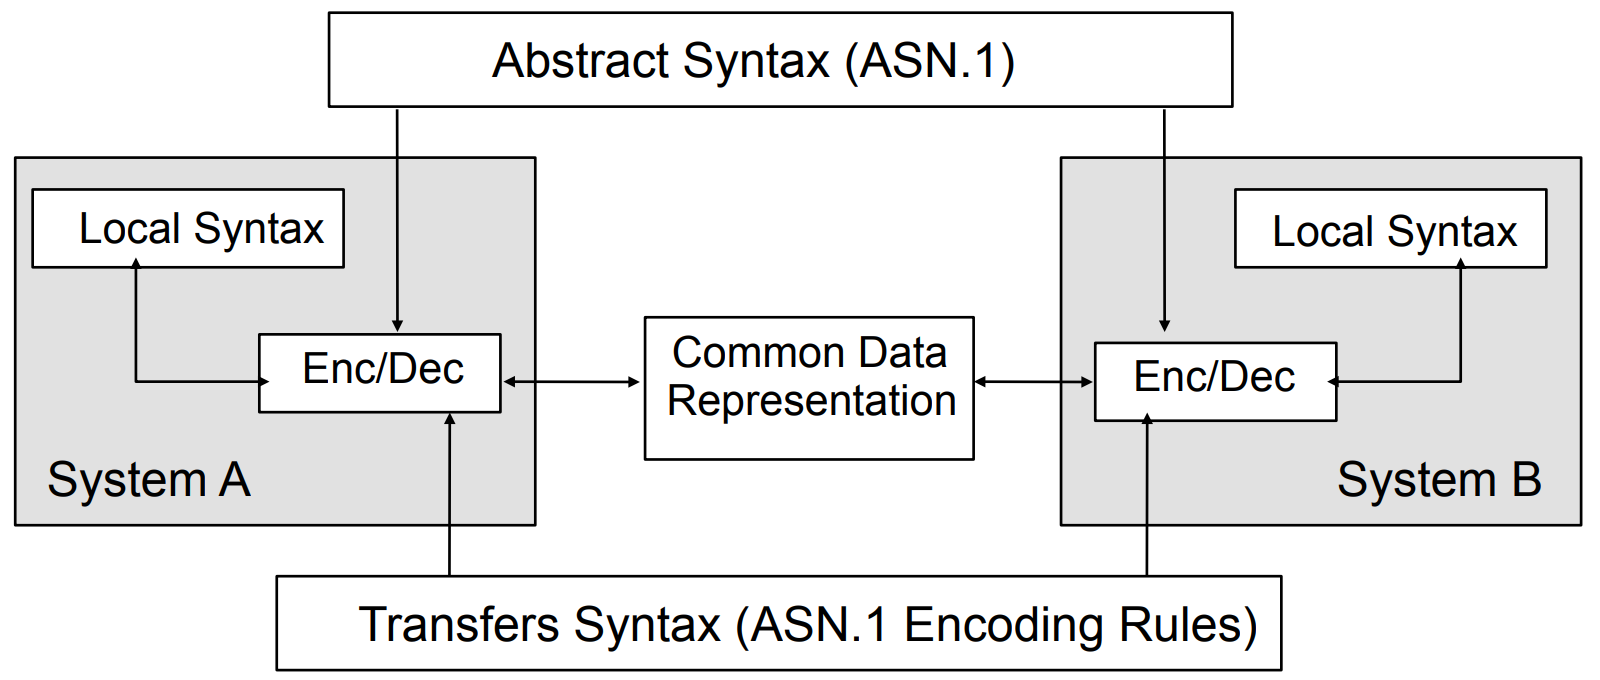 Abstract Syntax (ASN.1)
Local Syntax
Local Syntax
Enc/Dec
Common Data
Representation
Enc/Dec
System A
System B
Transfers Syntax (ASN.1 Encoding Rules)